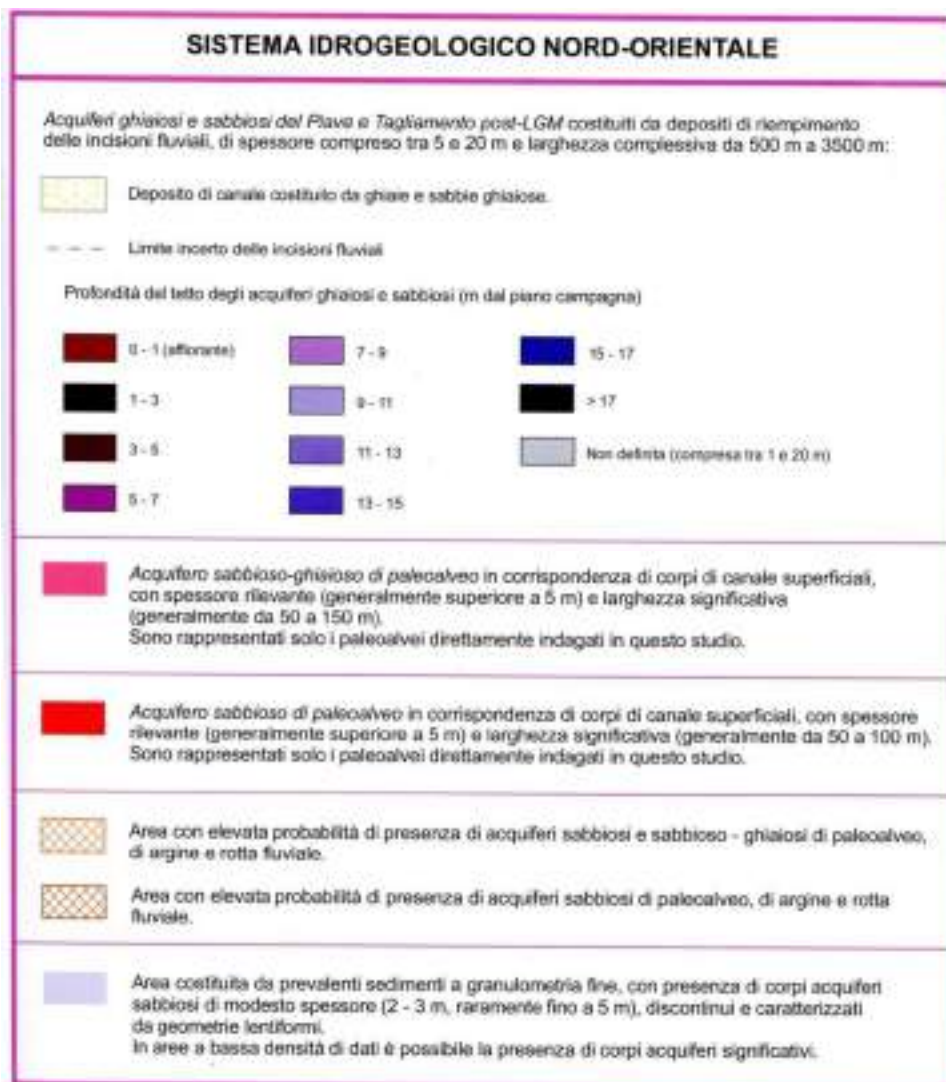 SISTEMA IDROGEOLOGICO NORD-ORIENTALE
Acquiferi ghiaiosi e sabbiosi del Piave e Tagliamento post-LGM costituiti da depositi di riempimento
delle incisioni fluviali, di spessore compreso tra 5 e 20 m e larghezza complessiva da 500 m a 3500 m:
Deposito di canale costituito da ghiaie e sabbie ghiaiose.
Limite incerto delle incisioni fluviali
Profondità del tetto degli acquiferi ghiaiosi e sabbiosi (m dal piano campagna)
0 - 1 (affiorante)
1 - 3
3 - 5
5 - 7
7 - 9
9 - 11
11 - 13
13 - 15
15 - 17
> 17
Non definita (compresa tra 1 e 20 m)
Acquifero sabbioso-ghiaioso di paleoalveo in corrispondenza di corpi di canale superficiali,
con spessore rilevante (generalmente superiore a 5 m) e larghezza significativa
(generalmente da 50 a 150 m).
Sono rappresentati solo i paleoalvei direttamente indagati in questo studio.
Acquifero sabbioso di paleoalveo in corrispondenza di corpi di canale superficiali, con spessore
rilevante (generalmente superiore a 5 m) e larghezza significativa (generalmente da 50 a 100 m).
Sono rappresentati solo i paleoalvei direttamente indagati in questo studio.
Area con elevata probabilità di presenza di acquiferi sabbiosi e sabbioso - ghiaiosi di paleoalveo,
di argine e rotta fluviale.
Area con elevata probabilità di presenza di acquiferi sabbiosi di paleoalveo, di argine e rotta
fluviale.
Area costituita da prevalenti sedimenti a granulometria fine, con presenza di corpi acquiferi
sabbiosi di modesto spessore (2 - 3 m, raramente fino a 5 m), discontinui e caratterizzati
da geometrie lentiformi.
In aree a bassa densità di dati è possibile la presenza di corpi acquiferi significativi.